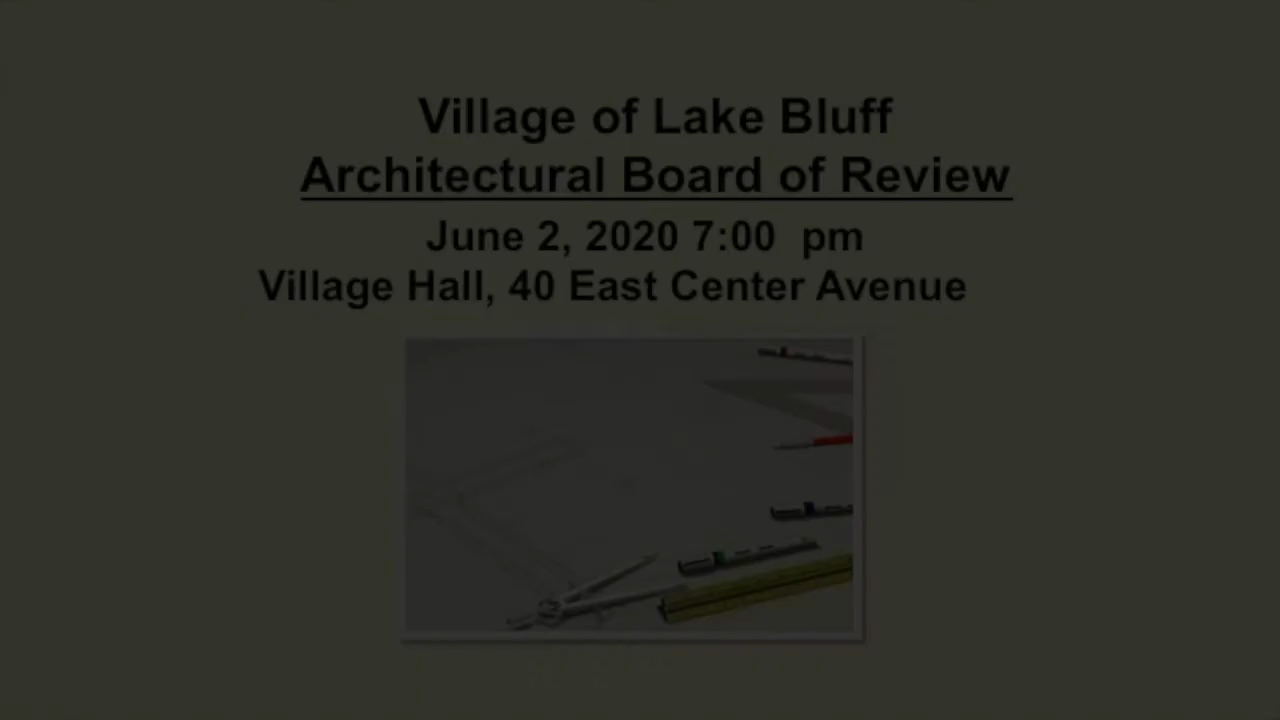 Village of Lake Bluff
Architectural Board of Review
June 2, 2020 7:00 pm
Village Hall, 40 East Center Avenue